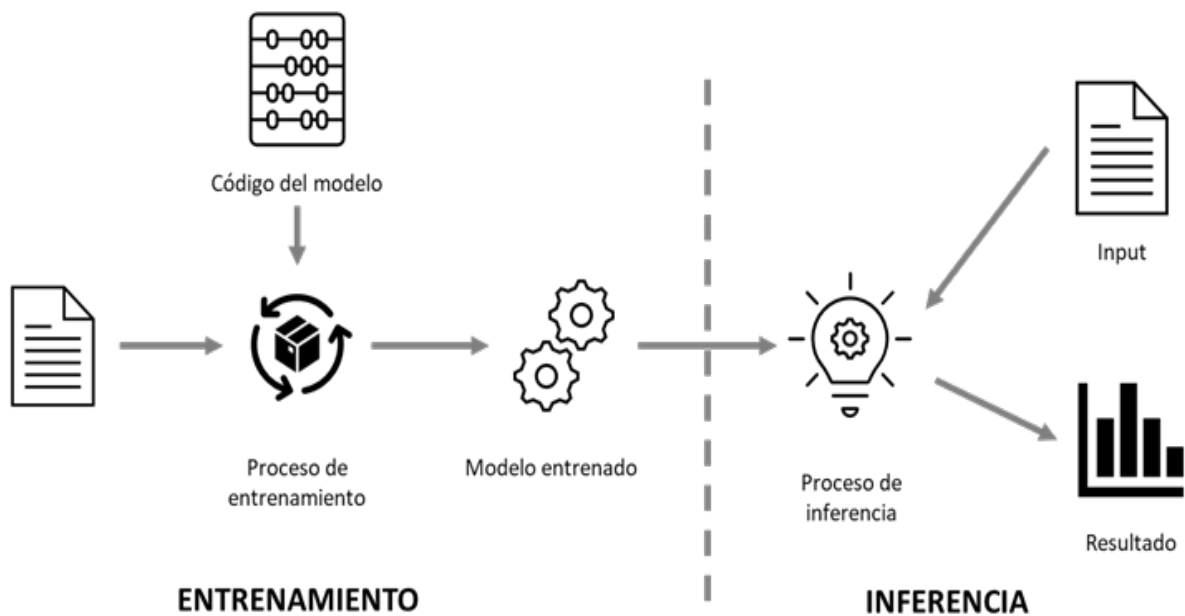 Código del modelo
Input
Proceso de
entrenamiento
Modelo entrenado
Proceso de
inferencia
Resultado
ENTRENAMIENTO
INFERENCIA